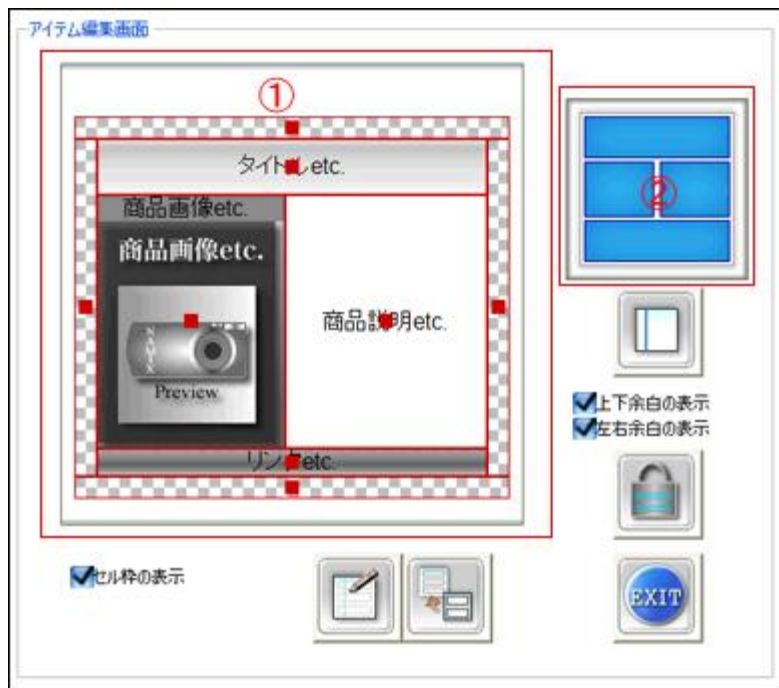 アイテム編集画面
①
タイトルetc.
商品画像etc.
商品画像etc.
Preview
商品説明etc.
リンクetc.
②
上下余白の表示
左右余白の表示
セル枠の表示
EXIT